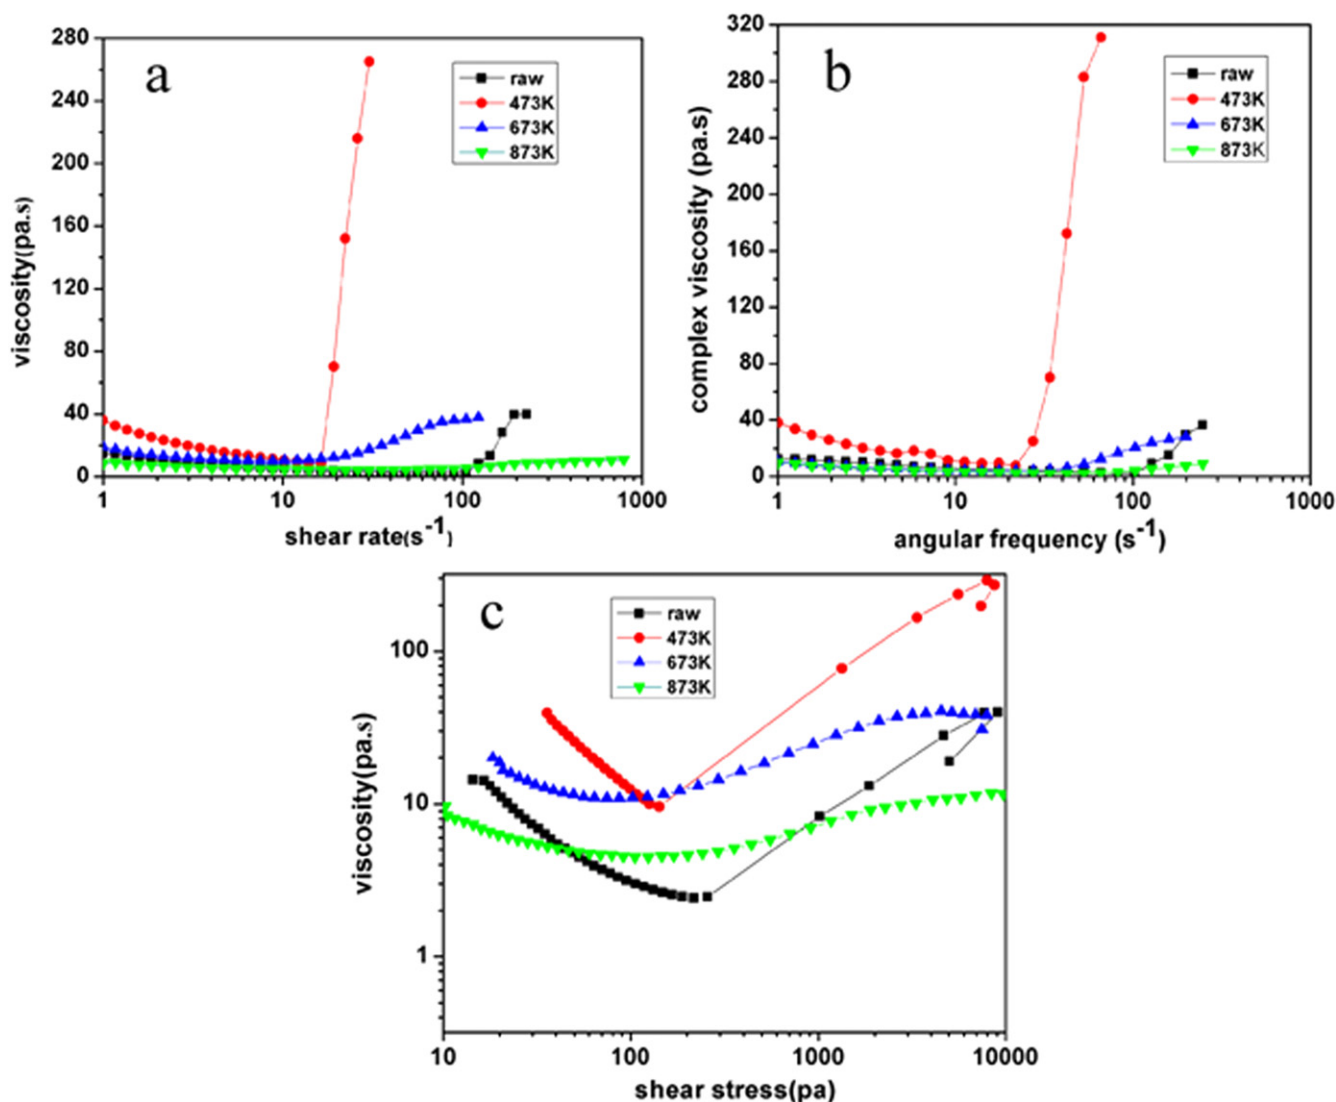 280
240
200
160
120
80
40
0
viscosity(pa.s)
a
raw
473K
673K
873K
1 10 100 1000
shear rate(s-1)
320
280
240
200
160
120
80
40
0
complex viscosity (pa.s)
b
raw
473K
673K
873K
1 10 100 1000
angular frequency (s-1)
100
10
1
viscosity(pa.s)
c
raw
473K
673K
873K
10 100 1000 10000
shear stress(pa)